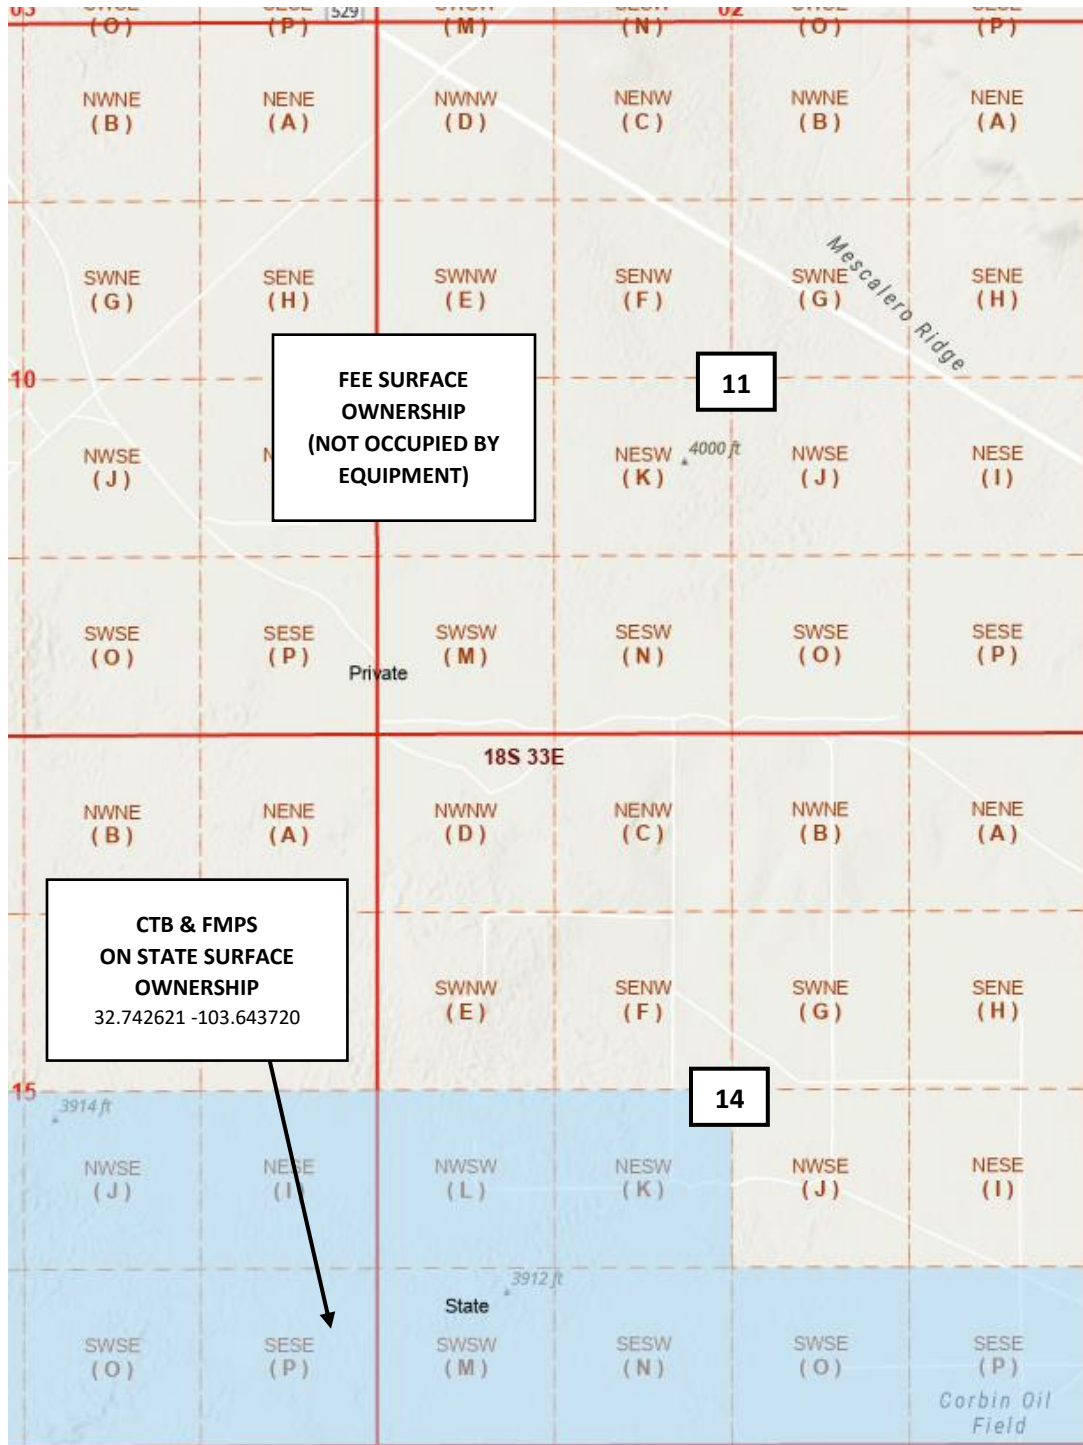 03
529
02
(O) (P) (M) (N) (O) (P)
NWNE NENE NWNW NENW NWNE NENE
(B) (A) (D) (C) (B) (A)
Mescalero Ridge
SWNE SENE SWNW SENW SWNE SENE
(G) (H) (E) (F) (G) (H)
10
FEE SURFACE
OWNERSHIP
(NOT OCCUPIED BY
EQUIPMENT)
11
4000 ft
NWSE N NESW NWSE NESE
(J) (K) (J) (I)
SWSE SESE SWSW SESW SWSE SESE
(O) (P) (M) (N) (O) (P)
Private
18S 33E
NWNE NENE NWNW NENW NWNE NENE
(B) (A) (D) (C) (B) (A)
CTB & FMPS
ON STATE SURFACE
OWNERSHIP
32.742621 -103.643720
SWNW SENW SWNE SENE
(E) (F) (G) (H)
15
14
3914 ft
NWSE NESE NWSW NESW NWSE NESE
(J) (I) (L) (K) (J) (I)
3912 ft
State
SWSE SESE SWSW SESW SWSE SESE
(O) (P) (M) (N) (O) (P)
Corbin Oil
Field